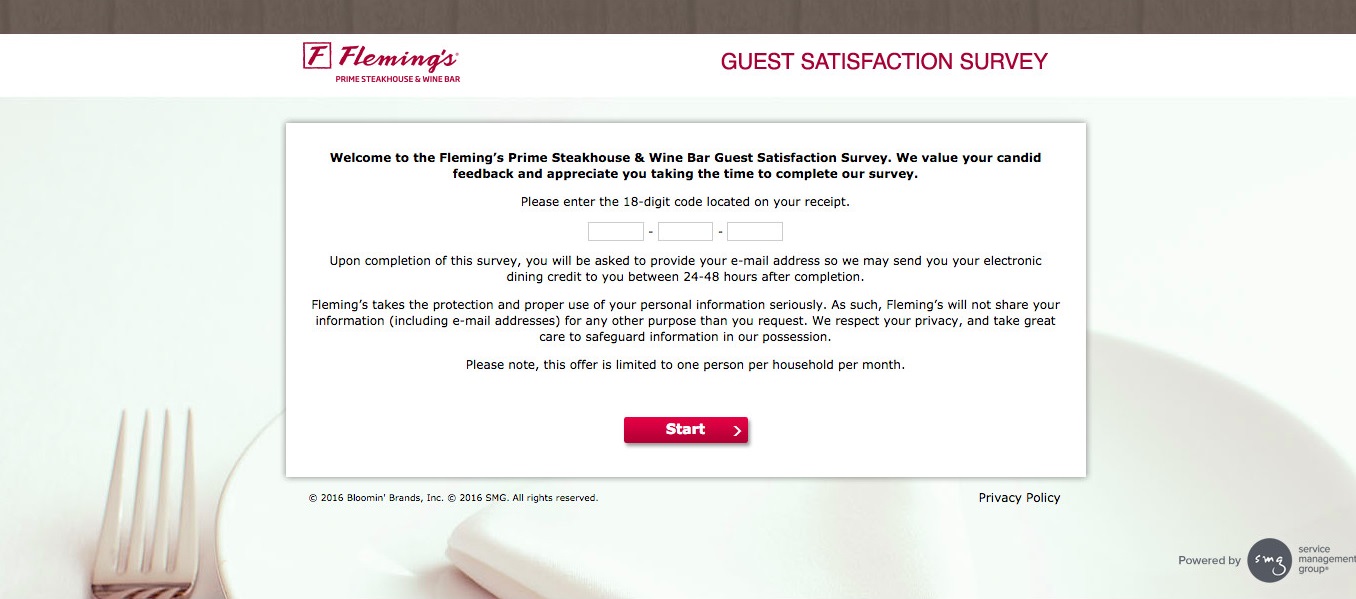 F Fleming's®
PRIME STEAKHOUSE & WINE BAR
GUEST SATISFACTION SURVEY
Welcome to the Fleming’s Prime Steakhouse & Wine Bar Guest Satisfaction Survey. We value your candid
feedback and appreciate you taking the time to complete our survey.
Please enter the 18-digit code located on your receipt.
- -
Upon completion of this survey, you will be asked to provide your e-mail address so we may send you your electronic
dining credit to you between 24-48 hours after completion.
Fleming’s takes the protection and proper use of your personal information seriously. As such, Fleming’s will not share your
information (including e-mail addresses) for any other purpose than you request. We respect your privacy, and take great
care to safeguard information in our possession.
Please note, this offer is limited to one person per household per month.
Start >
© 2016 Bloomin' Brands, Inc. © 2016 SMG. All rights reserved.
Privacy Policy
Powered by smg service
management
group®